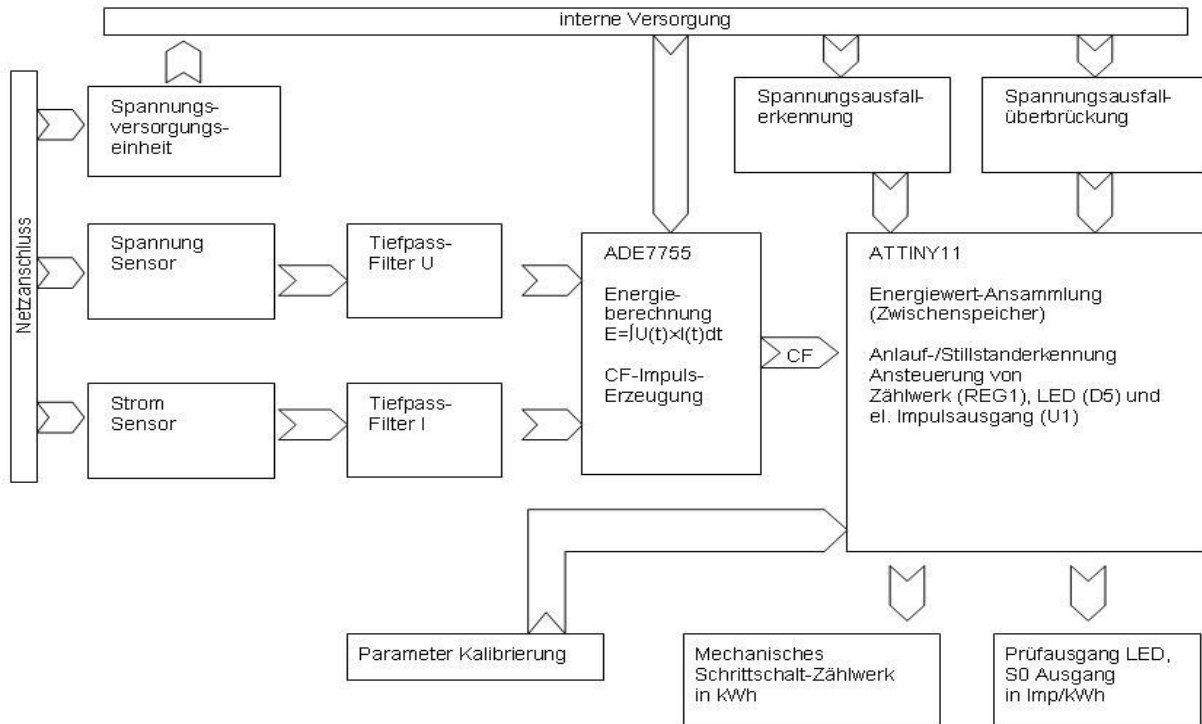 interne Versorgung
Netzanschluss
Spannungs-
versorgungs-
einheit
Spannungsausfall-
erkennung
Spannungsausfall-
überbrückung
Spannung
Sensor
Tiefpass-
Filter U
ADE7755
Energie-
berechnung
E=∫U(t)×I(t)dt
CF-Impuls-
Erzeugung
CF
ATTINY11
Energiewert-Ansammlung
(Zwischenspeicher)
Anlauf-/Stillstanderkennung
Ansteuerung von
Zählwerk (REG1), LED (D5) und
el. Impulsausgang (U1)
Strom
Sensor
Tiefpass-
Filter I
Parameter Kalibrierung
Mechanisches
Schrittschalt-Zählwerk
in kWh
Prüfausgang LED,
S0 Ausgang
in Imp/kWh